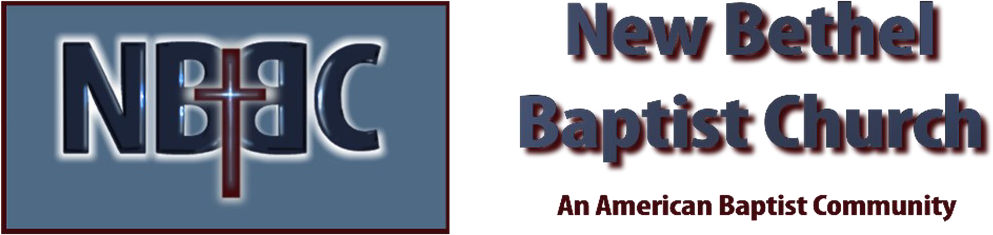 NBBC
New Bethel
Baptist Church
An American Baptist Community